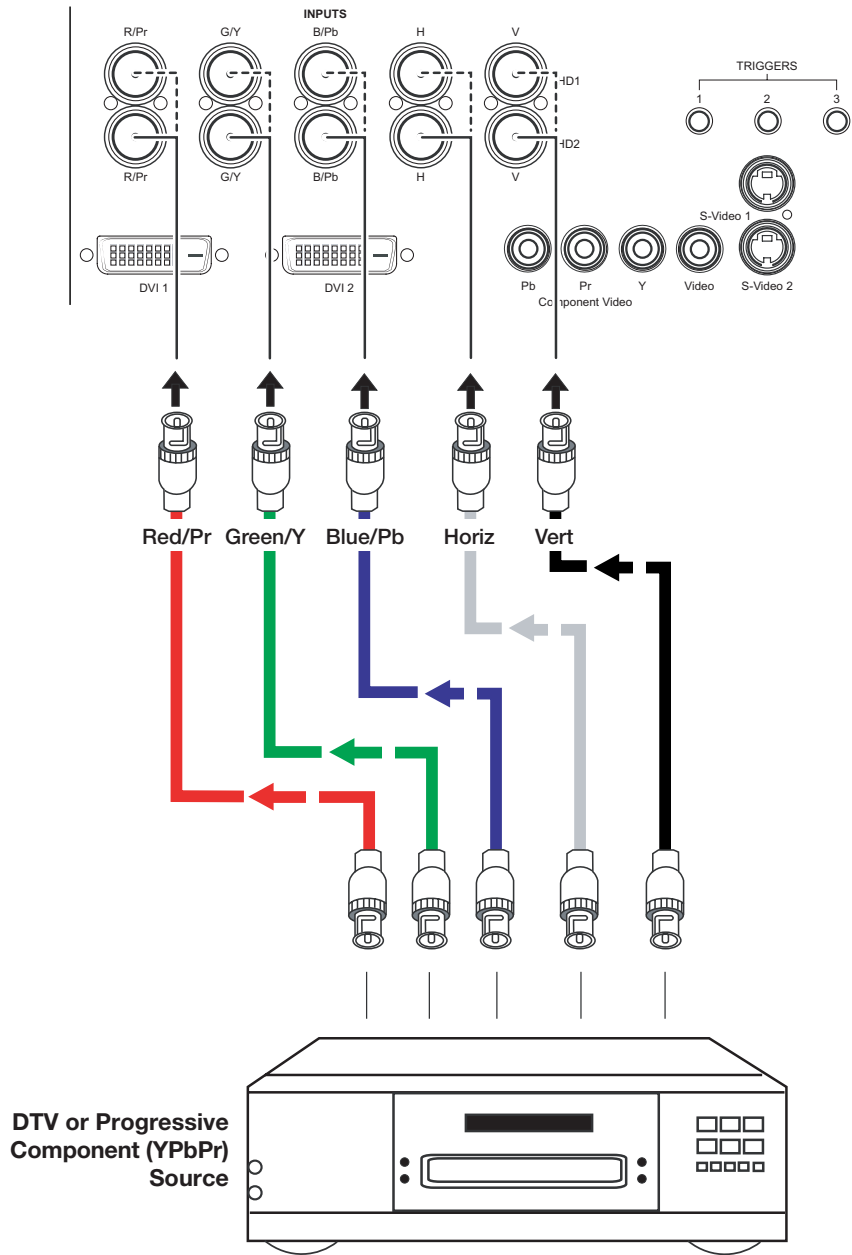 INPUTS
R/Pr G/Y B/Pb H V
TRIGGERS
1 2 3
HD1
HD2
R/Pr G/Y B/Pb H V
S-Video 1
DVI 1 DVI 2
Pb Pr Y Video S-Video 2
Component Video
Red/Pr Green/Y Blue/Pb Horiz Vert
DTV or Progressive
Component (YPbPr)
Source